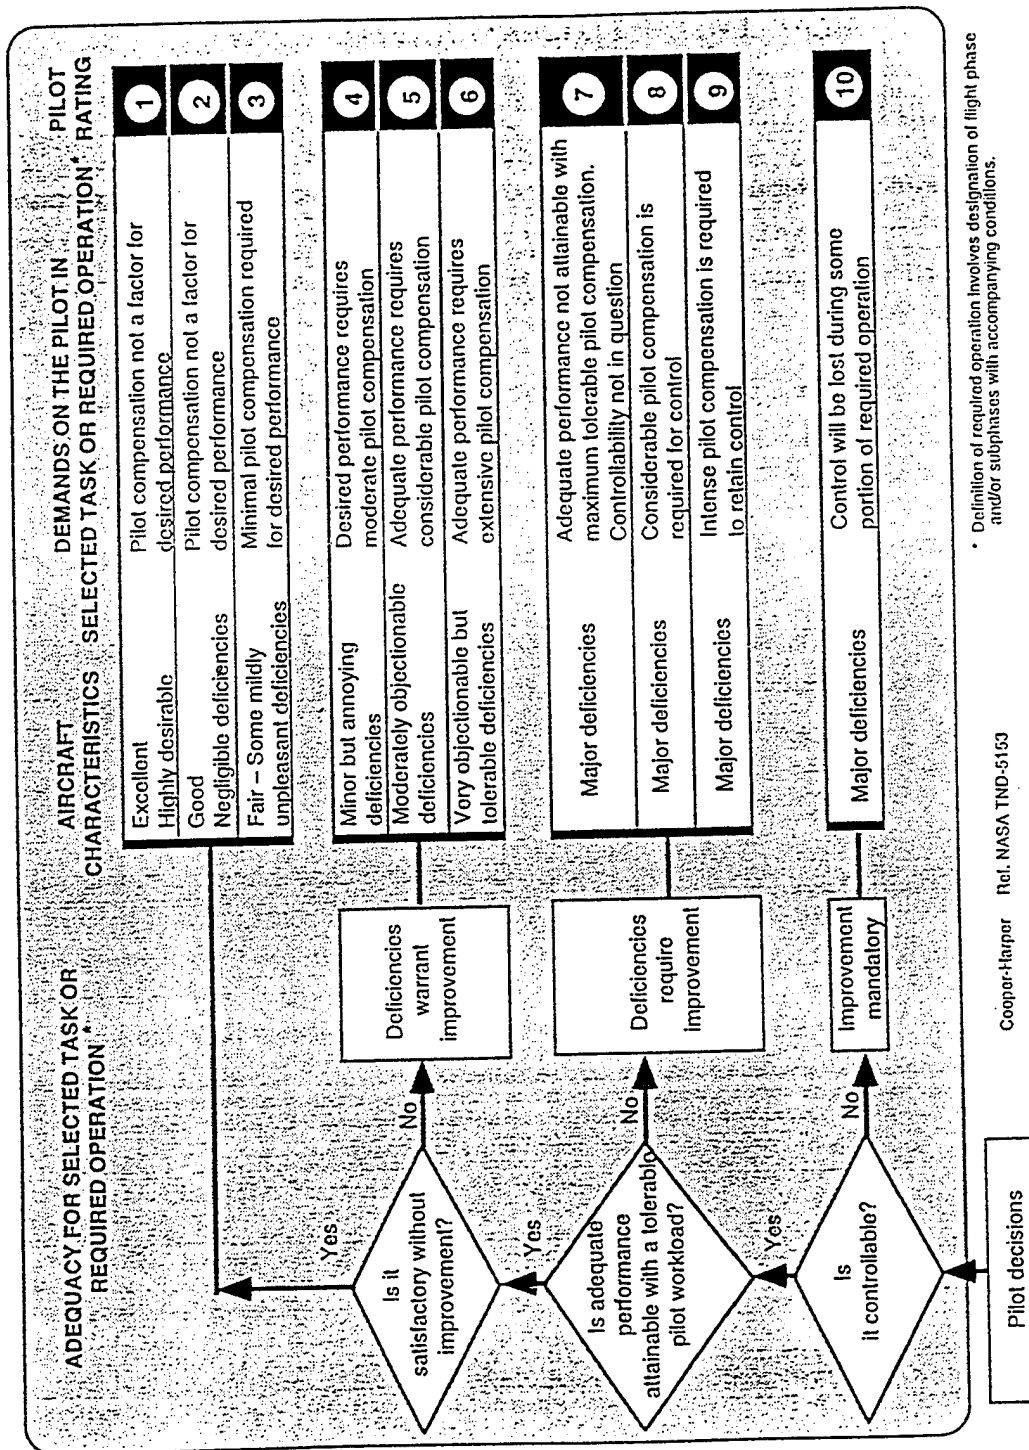 ADEQUACY FOR SELECTED TASK OR
REQUIRED OPERATION *
AIRCRAFT
CHARACTERISTICS
DEMANDS ON THE PILOT IN
SELECTED TASK OR REQUIRED OPERATION*
PILOT
RATING
Excellent
Highly desirable
Pilot compensation not a factor for
desired performance
1
Good
Negligible deficiencies
Pilot compensation not a factor for
desired performance
2
Fair – Some mildly
unpleasant deficiencies
Minimal pilot compensation required
for desired performance
3
Yes
Is it
satisfactory without
improvement?
No
Deficiencies
warrant
improvement
Minor but annoying
deficiencies
Desired performance requires
moderate pilot compensation
4
Moderately objectionable
deficiencies
Adequate performance requires
considerable pilot compensation
5
Very objectionable but
tolerable deficiencies
Adequate performance requires
extensive pilot compensation
6
Yes
Is adequate
performance
attainable with a tolerable
pilot workload?
No
Deficiencies
require
improvement
Major deficiencies
Adequate performance not attainable with
maximum tolerable pilot compensation.
Controllability not in question
7
Major deficiencies
Considerable pilot compensation is
required for control
8
Major deficiencies
Intense pilot compensation is required
to retain control
9
Yes
Is
it controllable?
No
Improvement
mandatory
Major deficiencies
Control will be lost during some
portion of required operation
10
Pilot decisions
Cooper-Harper Ref. NASA TND-5153
* Definition of required operation involves designation of flight phase
and/or subphases with accompanying conditions.